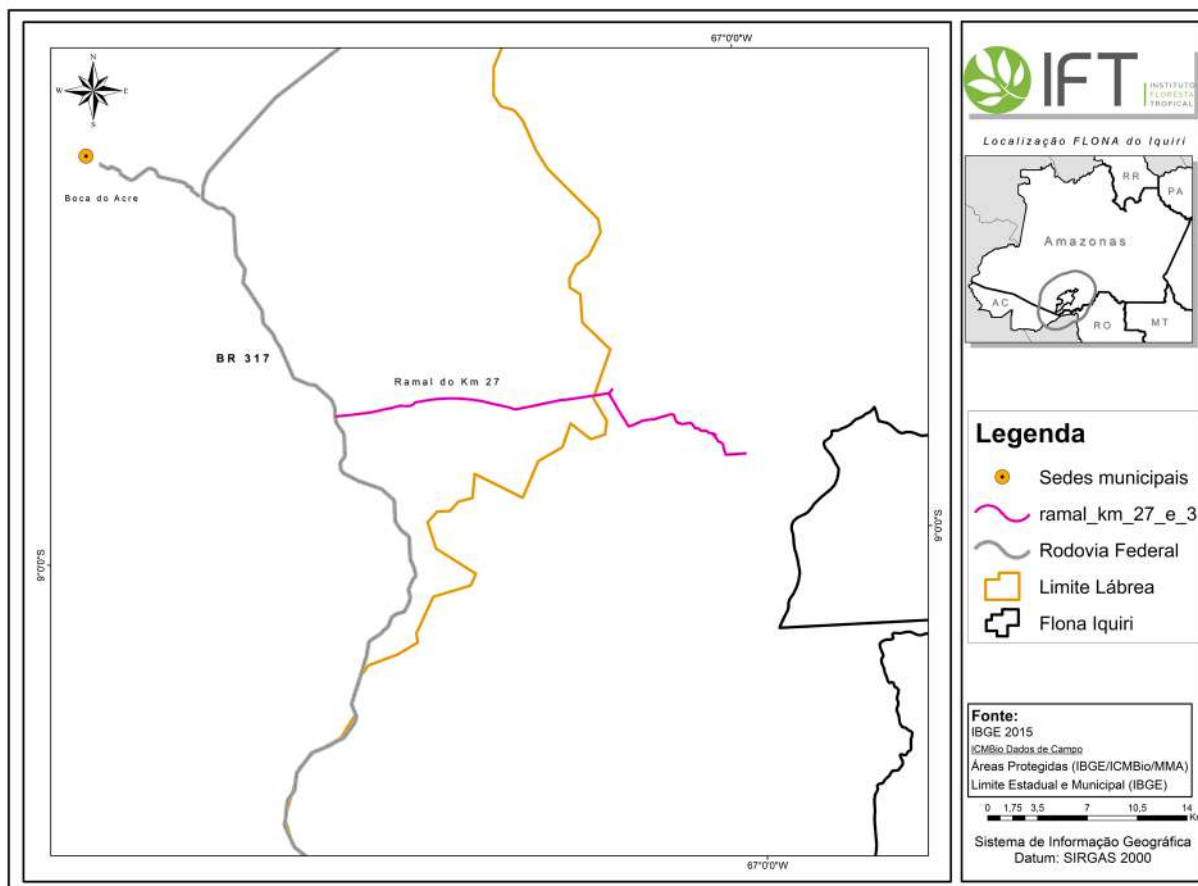 67°0'0"W
N
W
E
S
Boca do Acre
BR 317
Ramal do Km 27
9°0'0"S
9°0'0"S
67°0'0"W
IFT
INSTITUTO
FLORESTA
TROPICAL
Localização FLONA do Iquiri
RR
PA
Amazonas
AC
RO
MT
Legenda
Sedes municipais
ramal_km_27_e_3
Rodovia Federal
Limite Lábrea
Flona Iquiri
Fonte:
IBGE 2015
ICMBio Dados de Campo
Áreas Protegidas (IBGE/ICMBio/MMA)
Limite Estadual e Municipal (IBGE)
0 1,75 3,5 7 10,5 14
Sistema de Informação Geográfica
Datum: SIRGAS 2000